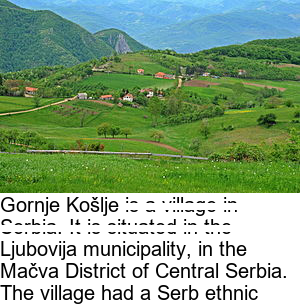 Gornje Košlje is a village in
Serbia. It is situated in the
Ljubovija municipality, in the
Mačva District of Central Serbia.
The village had a Serb ethnic